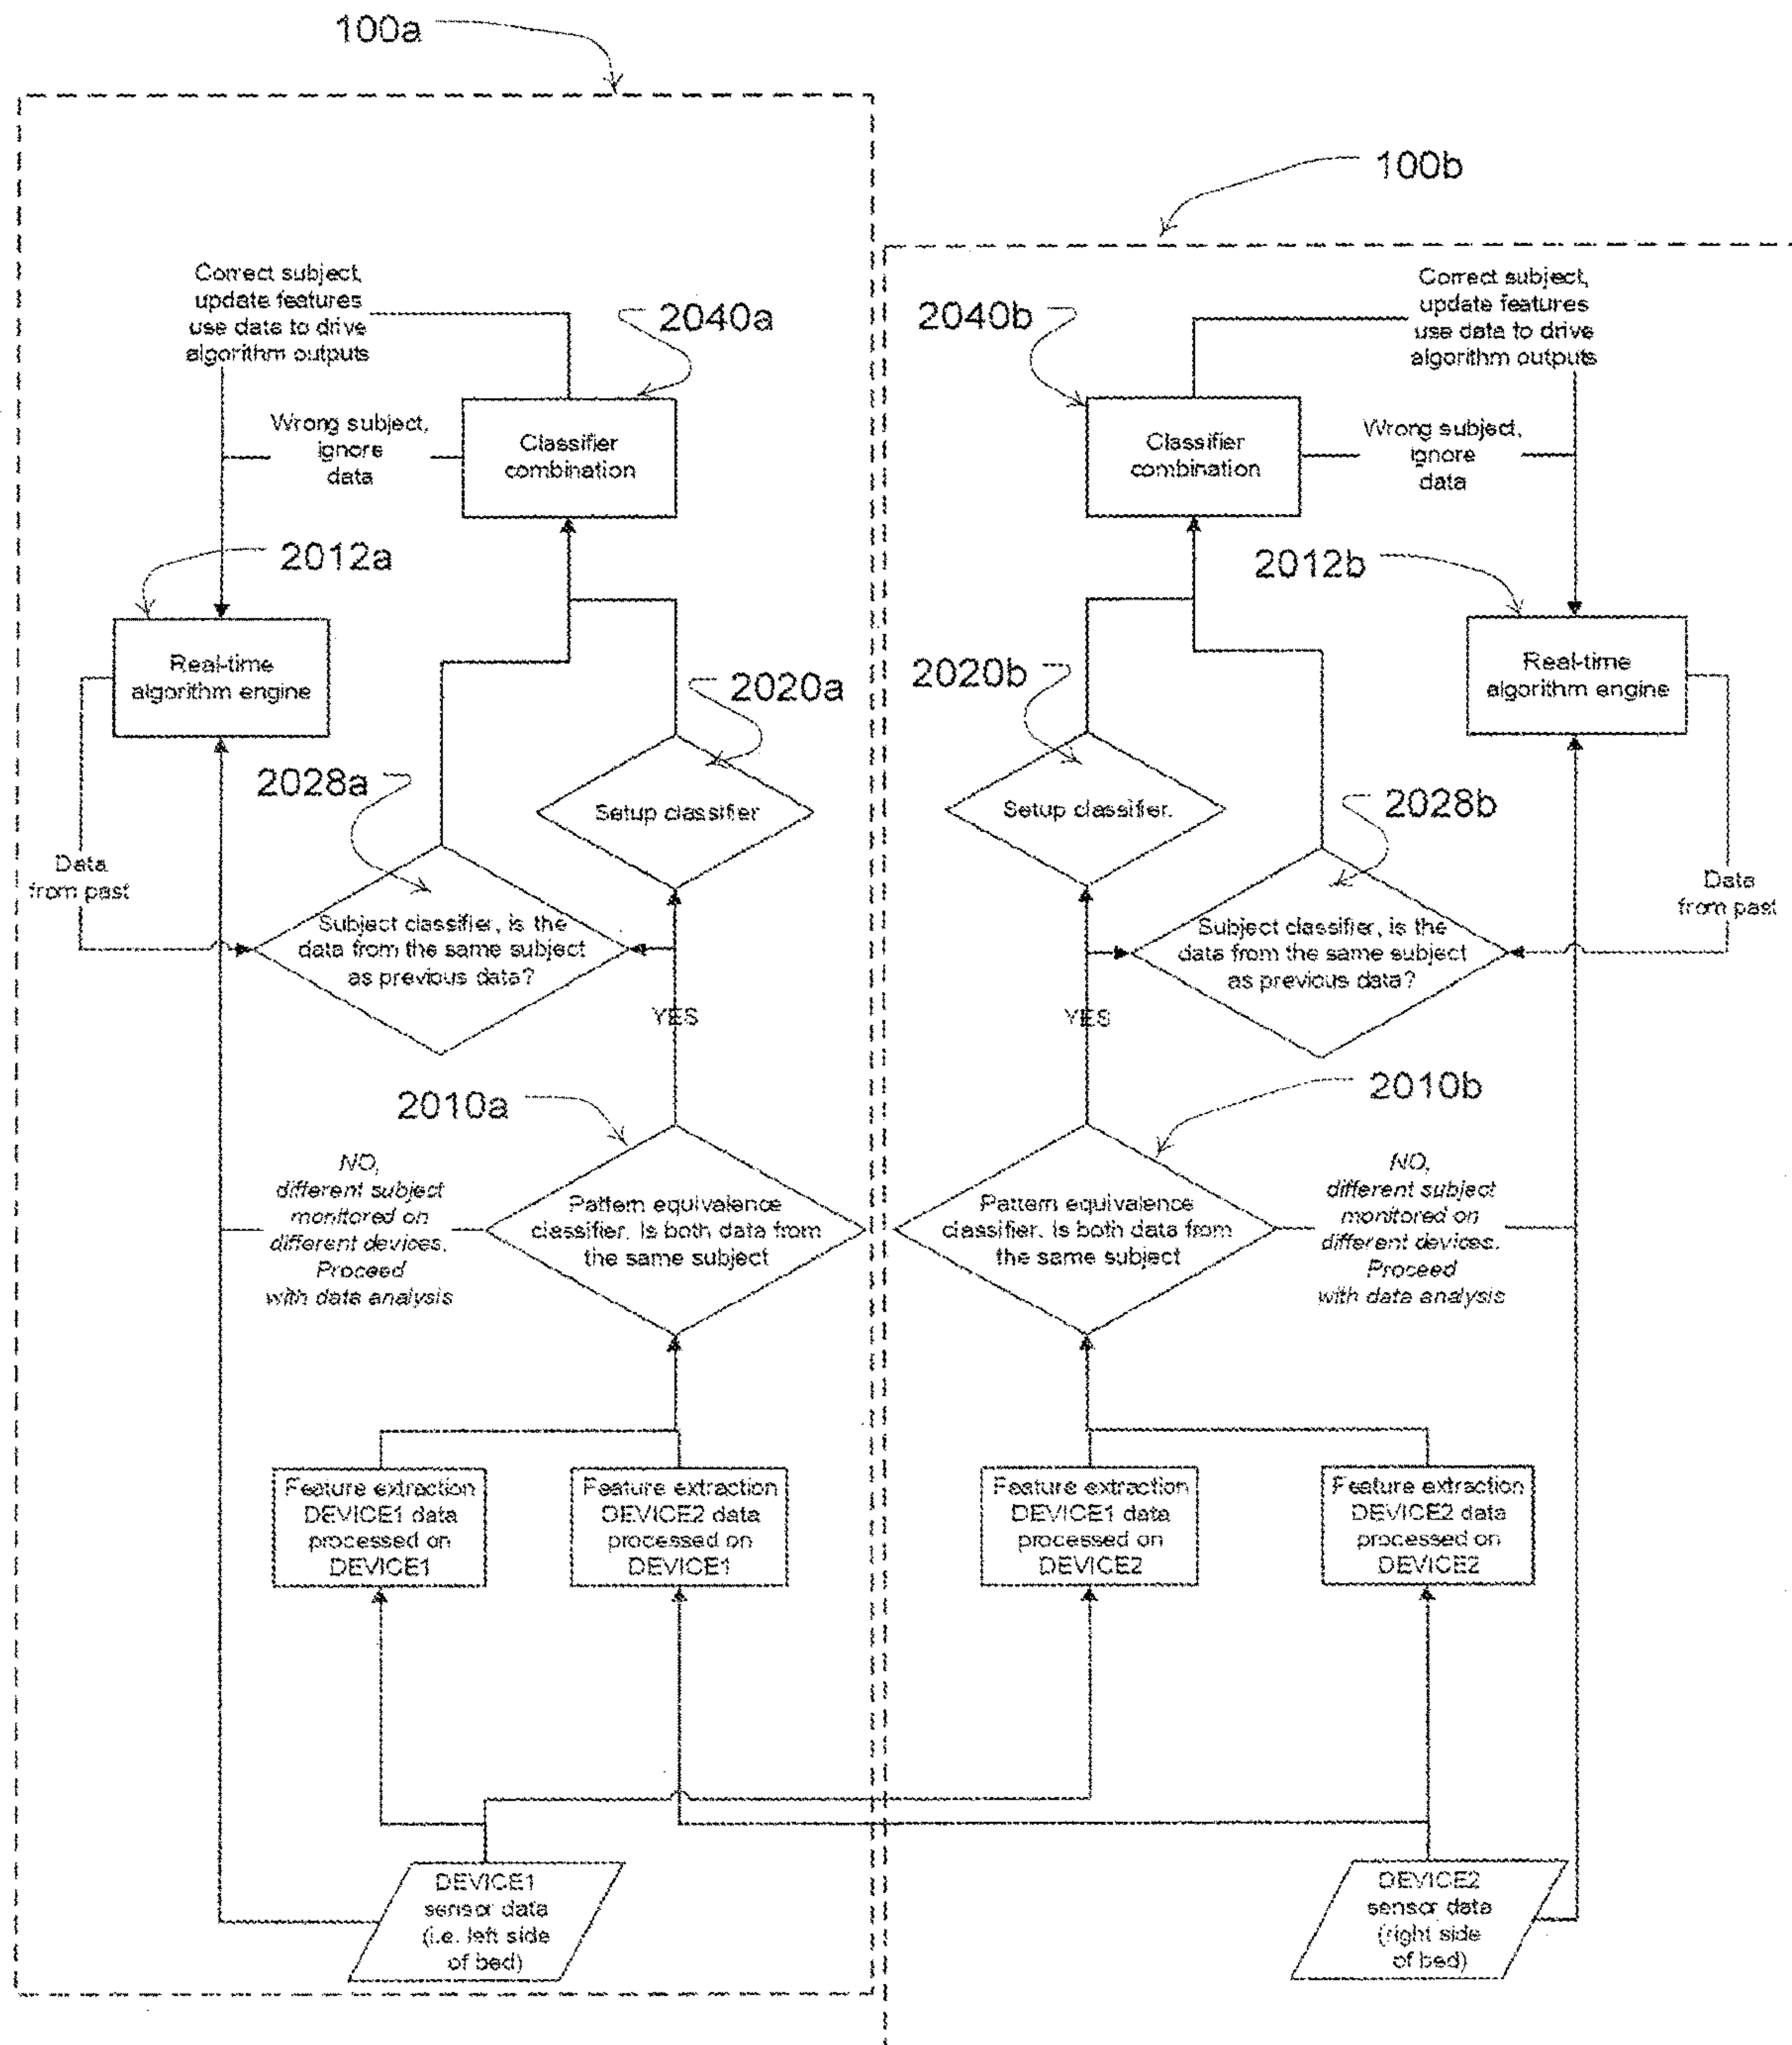 100a
100b
Correct subject,
update features
use data to drive
algorithm outputs
2040a
Wrong subject,
ignore
data
Classifier
combination
2012a
Real-time
algorithm engine
2020a
2028a
Setup classifier
Data
from past
Subject classifier, is the
data from the same subject
as previous data?
YES
2010a
NO,
different subject
monitored on
different devices.
Proceed
with data analysis
Pattern equivalence
classifier. Is both data from
the same subject
Feature extraction
DEVICE1 data
processed on
DEVICE1
Feature extraction
DEVICE2 data
processed on
DEVICE1
DEVICE1
sensor data
(i.e. left side
of bed)
2040b
Correct subject,
update features
use data to drive
algorithm outputs
Classifier
combination
Wrong subject,
ignore
data
2012b
Real-time
algorithm engine
2020b
Setup classifier.
2028b
Subject classifier, is the
data from the same subject
as previous data?
Data
from past
YES
2010b
Pattern equivalence
classifier. Is both data from
the same subject
NO,
different subject
monitored on
different devices.
Proceed
with data analysis
Feature extraction
DEVICE1 data
processed on
DEVICE2
Feature extraction
DEVICE2 data
processed on
DEVICE2
DEVICE2
sensor data
(right side
of bed)